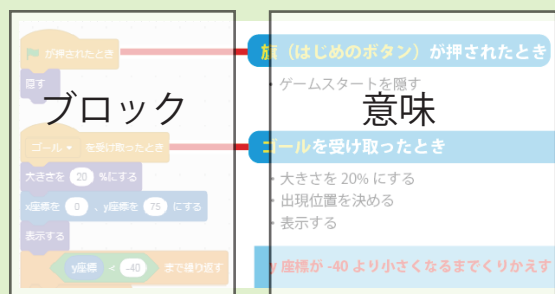 が押されたとき
隠す
ブロック
ゴール を受け取ったとき
大きさを 20 %にする
x座標を 0 、y座標を 75 にする
表示する
y座標 < -40 まで繰り返す
旗（はじめのボタン）が押されたとき
・ゲームスタートを隠す
意味
ゴールを受け取ったとき
・大きさを 20% にする
・出現位置を決める
・表示する
y 座標が -40 より小さくなるまでくりかえす